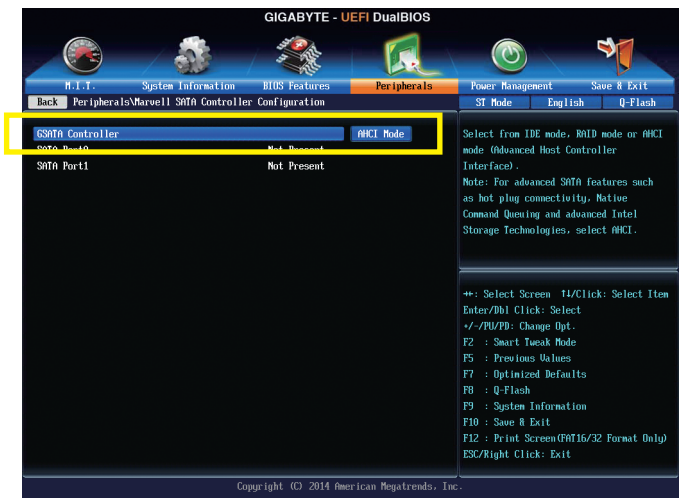 GIGABYTE - UEFI DualBIOS
M.I.T. System Information BIOS Features Peripherals Power Management Save & Exit
Back Peripherals\Marvell SATA Controller Configuration ST Mode English Q-Flash
GSATA Controller AHCI Mode
SATA Port0 Not Present
SATA Port1 Not Present
Select from IDE mode, RAID mode or AHCI
mode (Advanced Host Controller
Interface).
Note: For advanced SATA features such
as hot plug connectivity, Native
Command Queuing and advanced Intel
Storage Technologies, select AHCI.
→←: Select Screen ↑↓/Click: Select Item
Enter/Dbl Click: Select
+/-/PU/PD: Change Opt.
F2 : Smart Tweak Mode
F5 : Previous Values
F7 : Optimized Defaults
F8 : Q-Flash
F9 : System Information
F10 : Save & Exit
F12 : Print Screen(FAT16/32 Format Only)
ESC/Right Click: Exit
Copyright (C) 2014 American Megatrends, Inc.